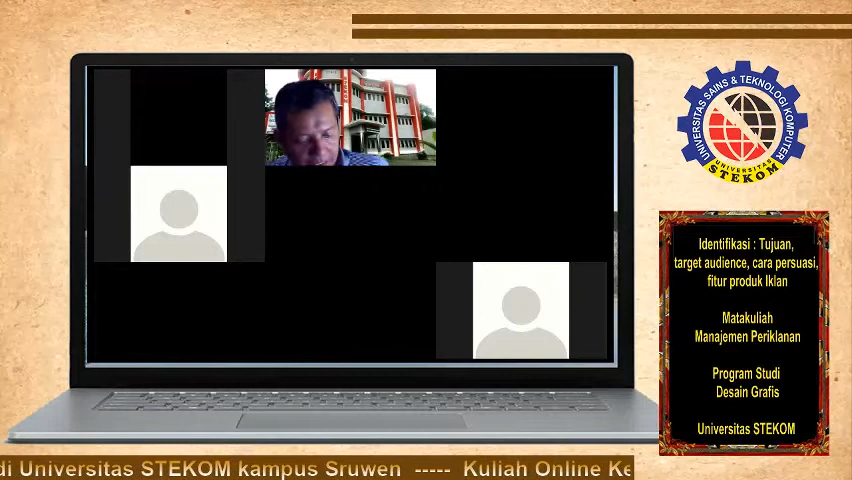 UNIVERSITAS SAINS & TEKNOLOGI KOMPUTER
UNIVERSITAS
STEKOM
Identifikasi : Tujuan,
target audience, cara persuasi,
fitur produk Iklan
Matakuliah
Manajemen Periklanan
Program Studi
Desain Grafis
Universitas STEKOM
di Universitas STEKOM kampus Sruwen ----- Kuliah Online Ke